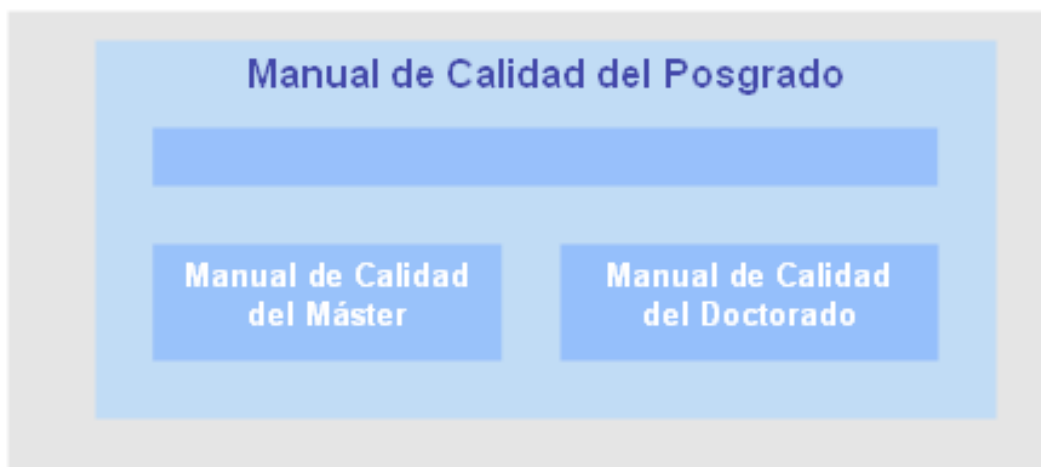 Manual de Calidad del Posgrado
Manual de Calidad
del Máster
Manual de Calidad
del Doctorado